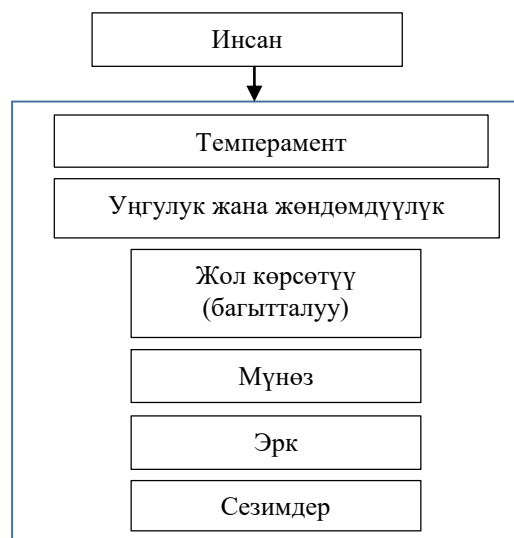 Инсан
Темперамент
Уңгулук жана жөндөмдүүлүк
Жол көрсөтүү
(багытталуу)
Мүнөз
Эрк
Сезимдер